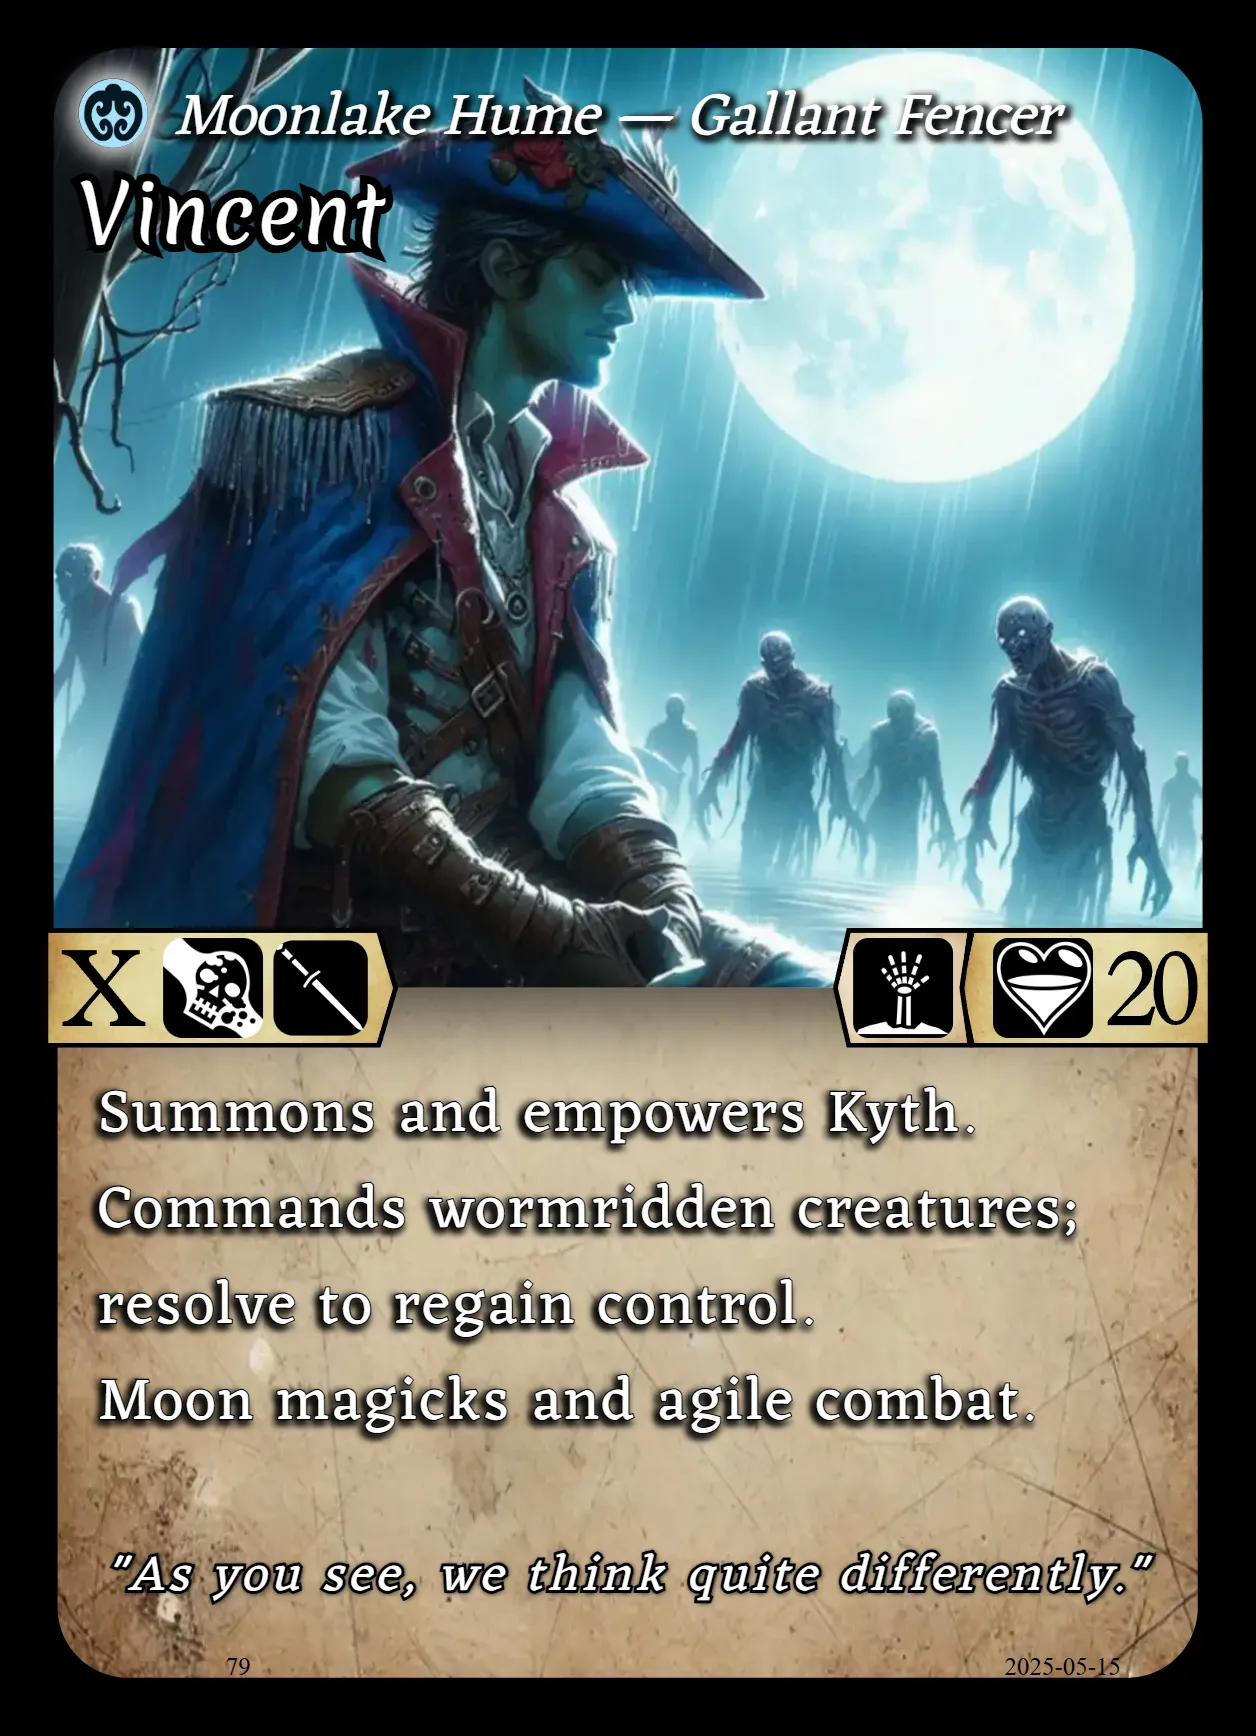 Moonlake Hume — Gallant Fencer
Vincent
X
20
Summons and empowers Kyth.
Commands wormridden creatures;
resolve to regain control.
Moon magicks and agile combat.
"As you see, we think quite differently."
79
2025-05-15